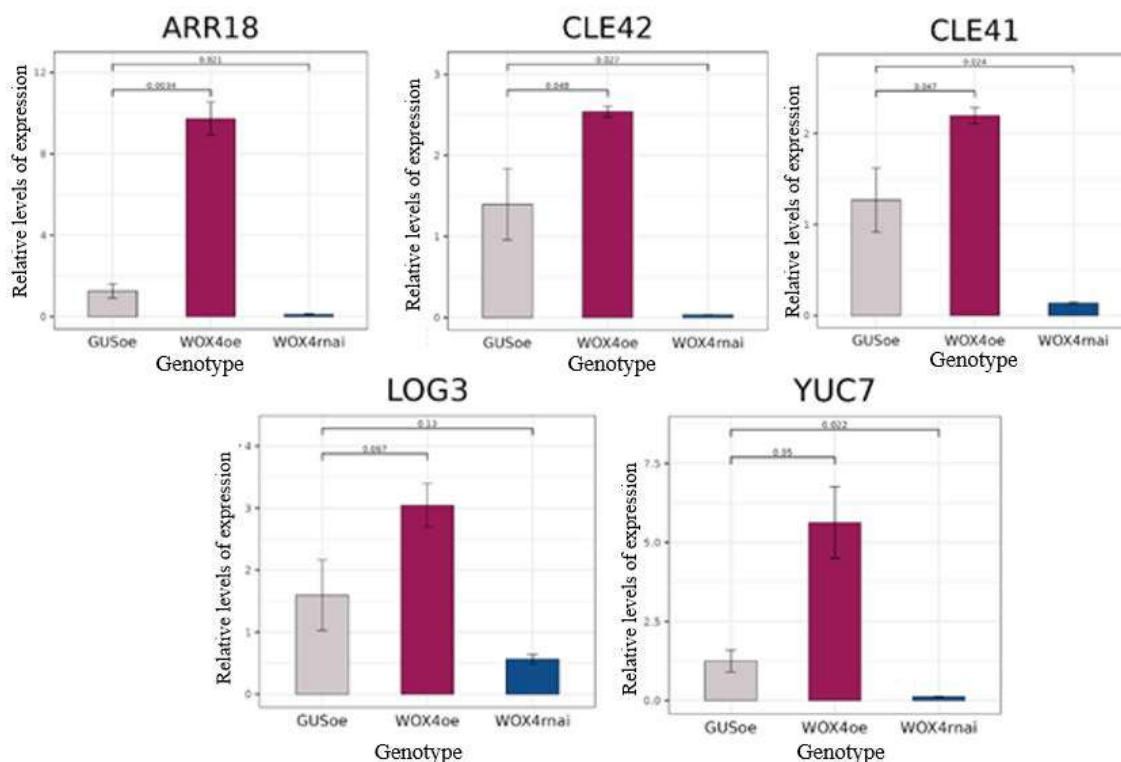 ARR18
CLE42
CLE41
Relative levels of expression
12
8
4
0
0.021
0.0034
GUSoe WOX4oe WOX4rnai
Genotype
Relative levels of expression
3
2
1
0
0.027
0.048
GUSoe WOX4oe WOX4rnai
Genotype
Relative levels of expression
2
1
0
0.024
0.047
GUSoe WOX4oe WOX4rnai
Genotype
LOG3
YUC7
Relative levels of expression
4
3
2
1
0
0.13
GUSoe WOX4oe WOX4rnai
Genotype
Relative levels of expression
7.5
5.0
2.5
0.0
0.022
0.05
GUSoe WOX4oe WOX4rnai
Genotype